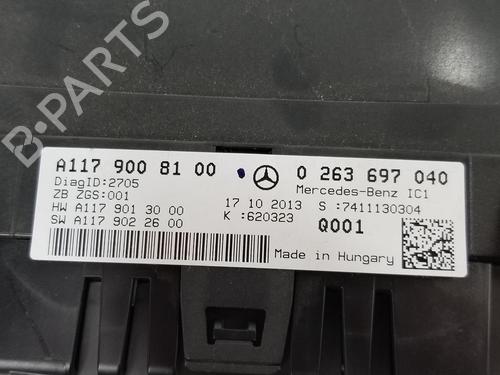 B-PARTS
A117 900 81 00 0 263 697 040
DiagID:2705 Mercedes-Benz IC1
ZB ZGS:001 17 10 2013 S :7411130304
HW A117 901 30 00 K :620323 Q001
SW A117 902 26 00
Made in Hungary